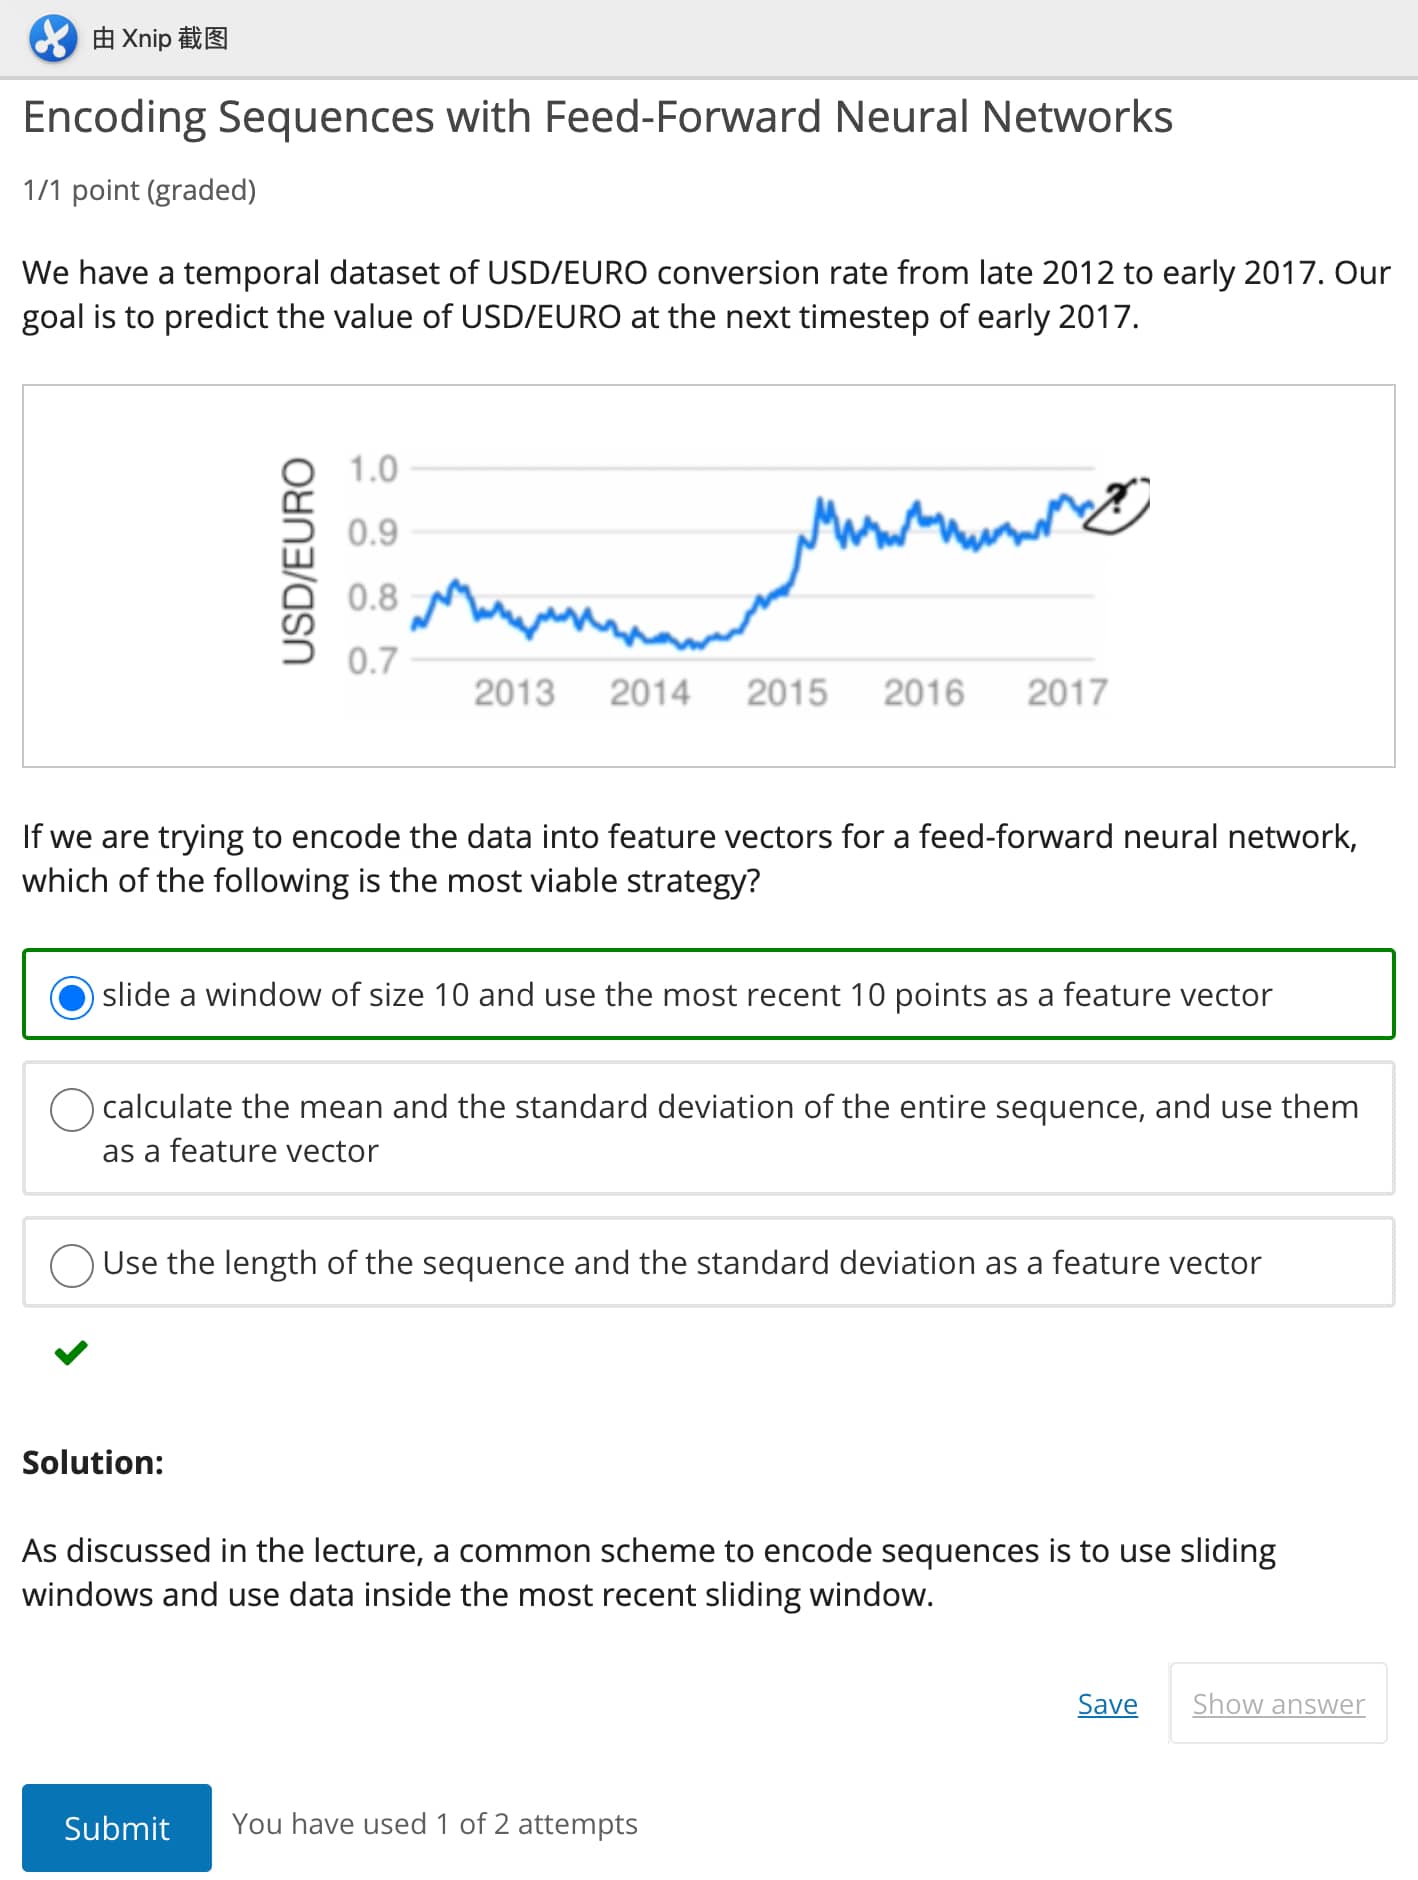 由 Xnip 截图
Encoding Sequences with Feed-Forward Neural Networks
1/1 point (graded)
We have a temporal dataset of USD/EURO conversion rate from late 2012 to early 2017. Our
goal is to predict the value of USD/EURO at the next timestep of early 2017.
USD/EURO
1.0
?
0.9
0.8
0.7
2013 2014 2015 2016 2017
If we are trying to encode the data into feature vectors for a feed-forward neural network,
which of the following is the most viable strategy?
slide a window of size 10 and use the most recent 10 points as a feature vector
calculate the mean and the standard deviation of the entire sequence, and use them
as a feature vector
Use the length of the sequence and the standard deviation as a feature vector
Solution:
As discussed in the lecture, a common scheme to encode sequences is to use sliding
windows and use data inside the most recent sliding window.
Save
Show answer
Submit
You have used 1 of 2 attempts